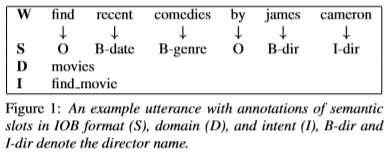 W find recent comedies by james cameron
↓ ↓ ↓ ↓ ↓ ↓
S O B-date B-genre O B-dir I-dir
D movies
I find_movie
Figure 1: An example utterance with annotations of semantic
slots in IOB format (S), domain (D), and intent (I), B-dir and
I-dir denote the director name.